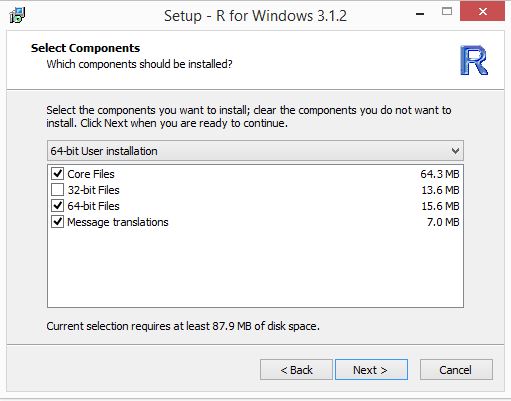 Setup - R for Windows 3.1.2
Select Components
Which components should be installed?
R
Select the components you want to install; clear the components you do not want to
install. Click Next when you are ready to continue.
64-bit User installation
Core Files 64.3 MB
32-bit Files 13.6 MB
64-bit Files 15.6 MB
Message translations 7.0 MB
Current selection requires at least 87.9 MB of disk space.
< Back Next > Cancel